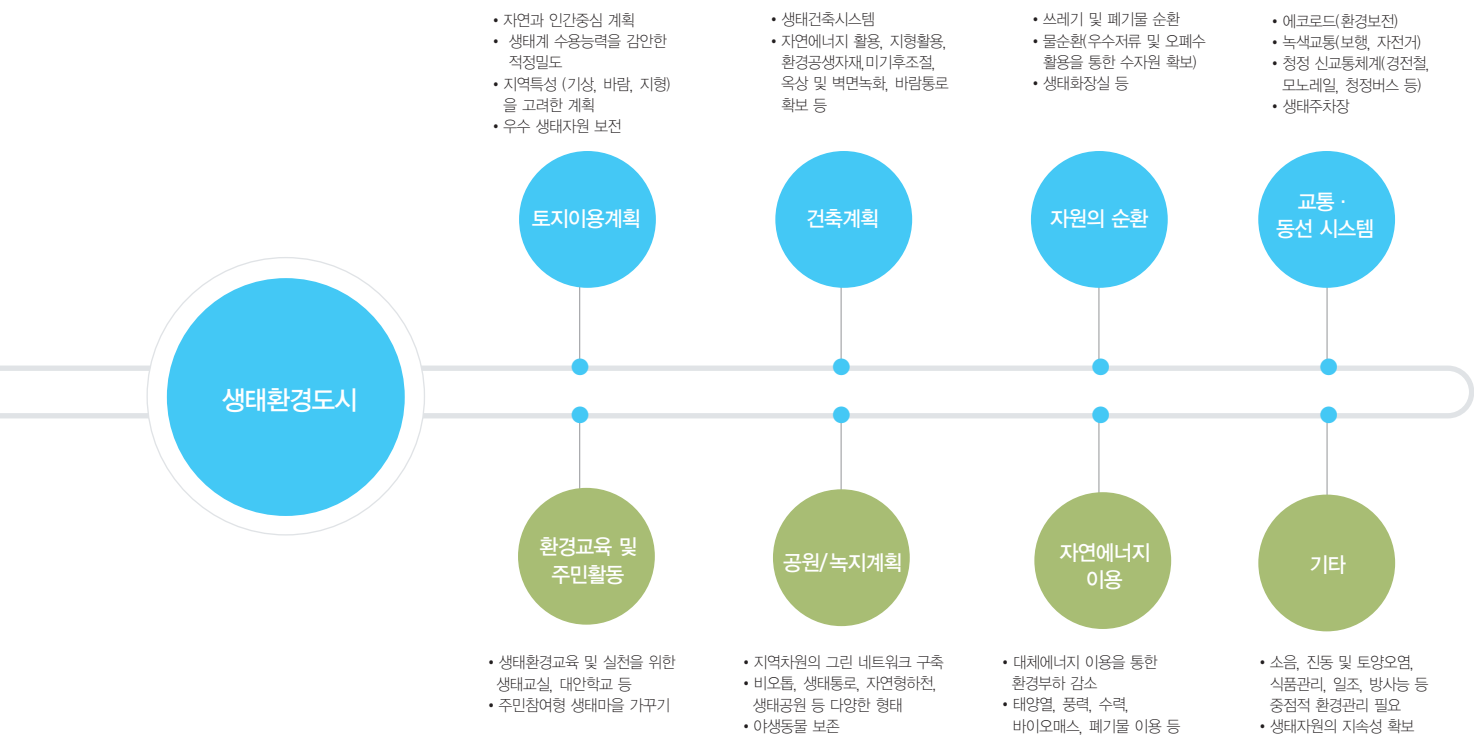 • 자연과 인간중심 계획
• 생태계 수용능력을 감안한
적정밀도
• 지역특성 (기상, 바람, 지형)
을 고려한 계획
• 우수 생태자원 보전
• 생태건축시스템
• 자연에너지 활용, 지형활용,
환경공생자재,미기후조절,
옥상 및 벽면녹화, 바람통로
확보 등
• 쓰레기 및 폐기물 순환
• 물순환(우수저류 및 오폐수
활용을 통한 수자원 확보)
• 생태화장실 등
• 에코로드(환경보전)
• 녹색교통(보행, 자전거)
• 청정 신교통체계(경전철,
모노레일, 청정버스 등)
• 생태주차장
토지이용계획
건축계획
자원의 순환
교통 ·
동선 시스템
생태환경도시
환경교육 및
주민활동
공원/녹지계획
자연에너지
이용
기타
• 생태환경교육 및 실천을 위한
생태교실, 대안학교 등
• 주민참여형 생태마을 가꾸기
• 지역차원의 그린 네트워크 구축
• 비오톱, 생태통로, 자연형하천,
생태공원 등 다양한 형태
• 야생동물 보존
• 대체에너지 이용을 통한
환경부하 감소
• 태양열, 풍력, 수력,
바이오매스, 폐기물 이용 등
• 소음, 진동 및 토양오염,
식품관리, 일조, 방사능 등
중점적 환경관리 필요
• 생태자원의 지속성 확보